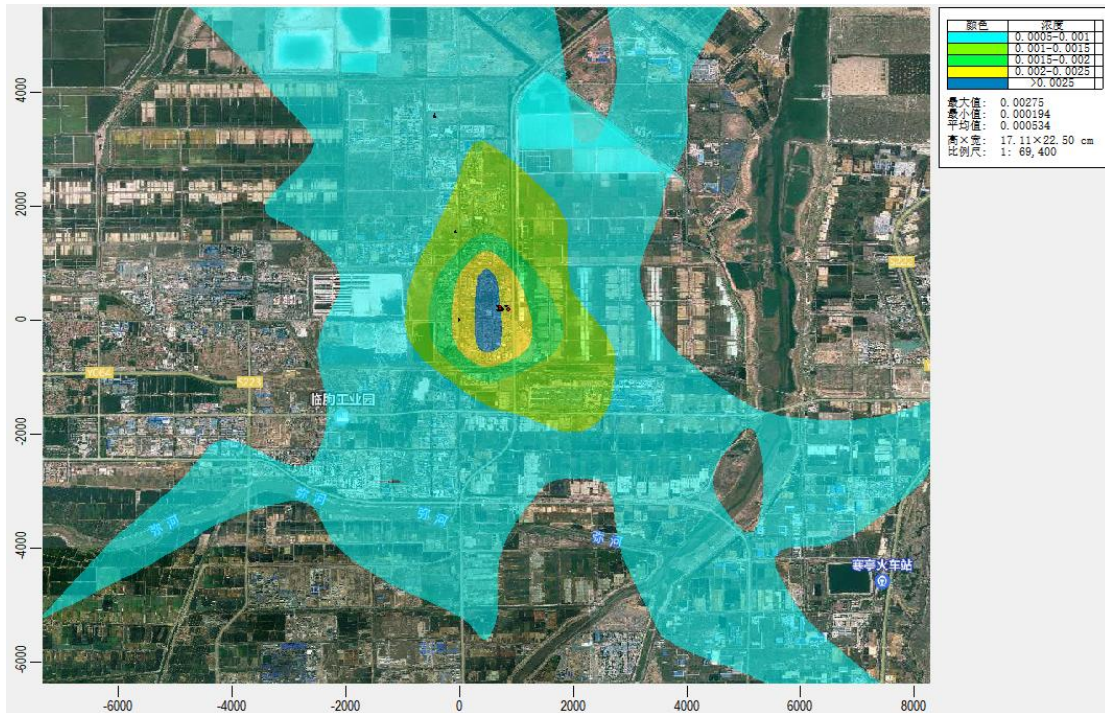 颜色 浓度
0.0005-0.001
0.001-0.0015
0.0015-0.002
0.002-0.0025
>0.0025
最大值: 0.00275
最小值: 0.000194
平均值: 0.000534
高×宽: 17.11×22.50 cm
比例尺: 1: 69,400
4000
2000
0
-2000
-4000
-6000
S223
临朐工业园
弥河
弥河
弥河
弥河
寒亭火车站
-6000 -4000 -2000 0 2000 4000 6000 8000